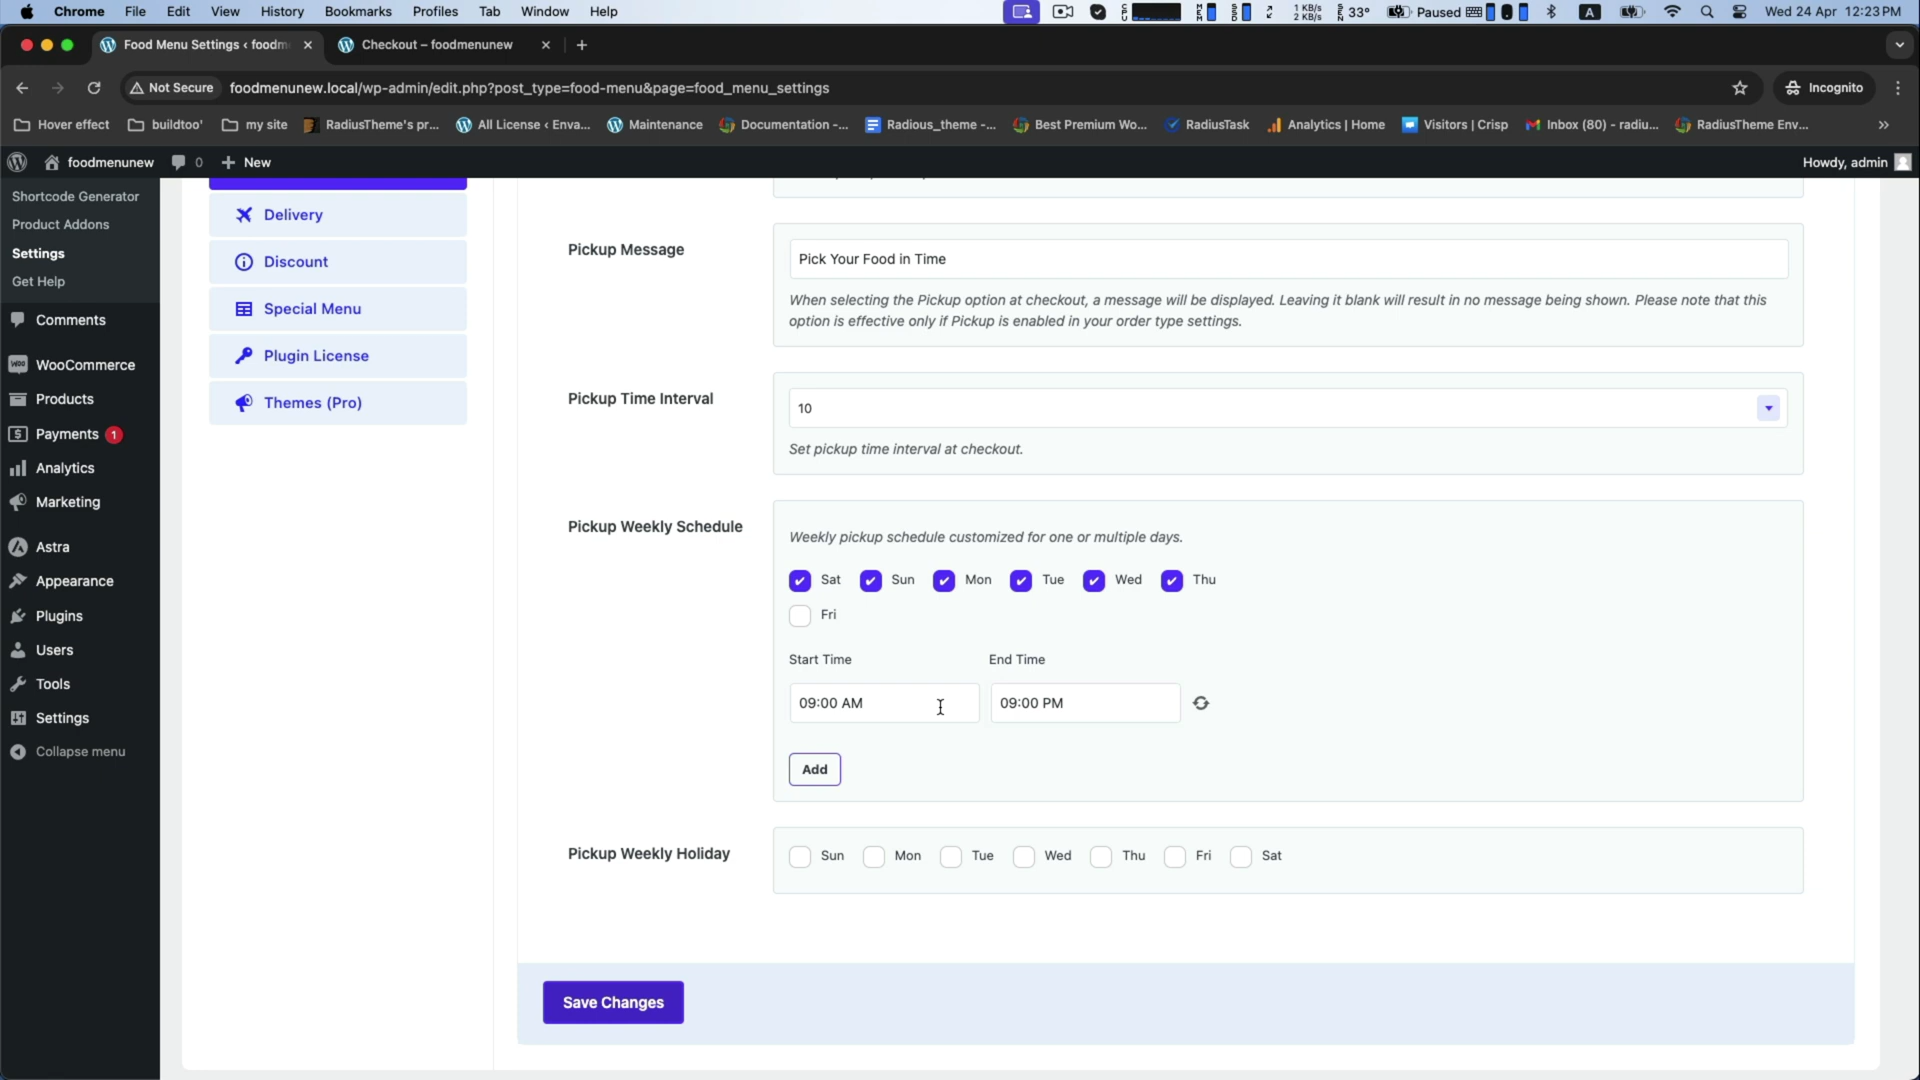 Chrome File Edit View History Bookmarks Profiles Tab Window Help 1 KB/s 2 KB/s 33° Paused A Wed 24 Apr 12:23 PM
Food Menu Settings ‹ foodm Checkout – foodmenunew
Not Secure foodmenunew.local/wp-admin/edit.php?post_type=food-menu&page=food_menu_settings Incognito
Hover effect buildtoo' my site RadiusTheme's pr... All License ‹ Enva... Maintenance Documentation -... Radious_theme -... Best Premium Wo... RadiusTask Analytics | Home Visitors | Crisp Inbox (80) - radiu... RadiusTheme Env... »
foodmenunew 0 + New Howdy, admin
Shortcode Generator
Product Addons
Settings
Get Help
Comments
WooCommerce
Products
Payments 1
Analytics
Marketing
Astra
Appearance
Plugins
Users
Tools
Settings
Collapse menu
Delivery
Discount
Special Menu
Plugin License
Themes (Pro)
Pickup Message
Pick Your Food in Time
When selecting the Pickup option at checkout, a message will be displayed. Leaving it blank will result in no message being shown. Please note that this
option is effective only if Pickup is enabled in your order type settings.
Pickup Time Interval
10
Set pickup time interval at checkout.
Pickup Weekly Schedule
Weekly pickup schedule customized for one or multiple days.
Sat Sun Mon Tue Wed Thu
Fri
Start Time End Time
09:00 AM 09:00 PM
Add
Pickup Weekly Holiday
Sun Mon Tue Wed Thu Fri Sat
Save Changes